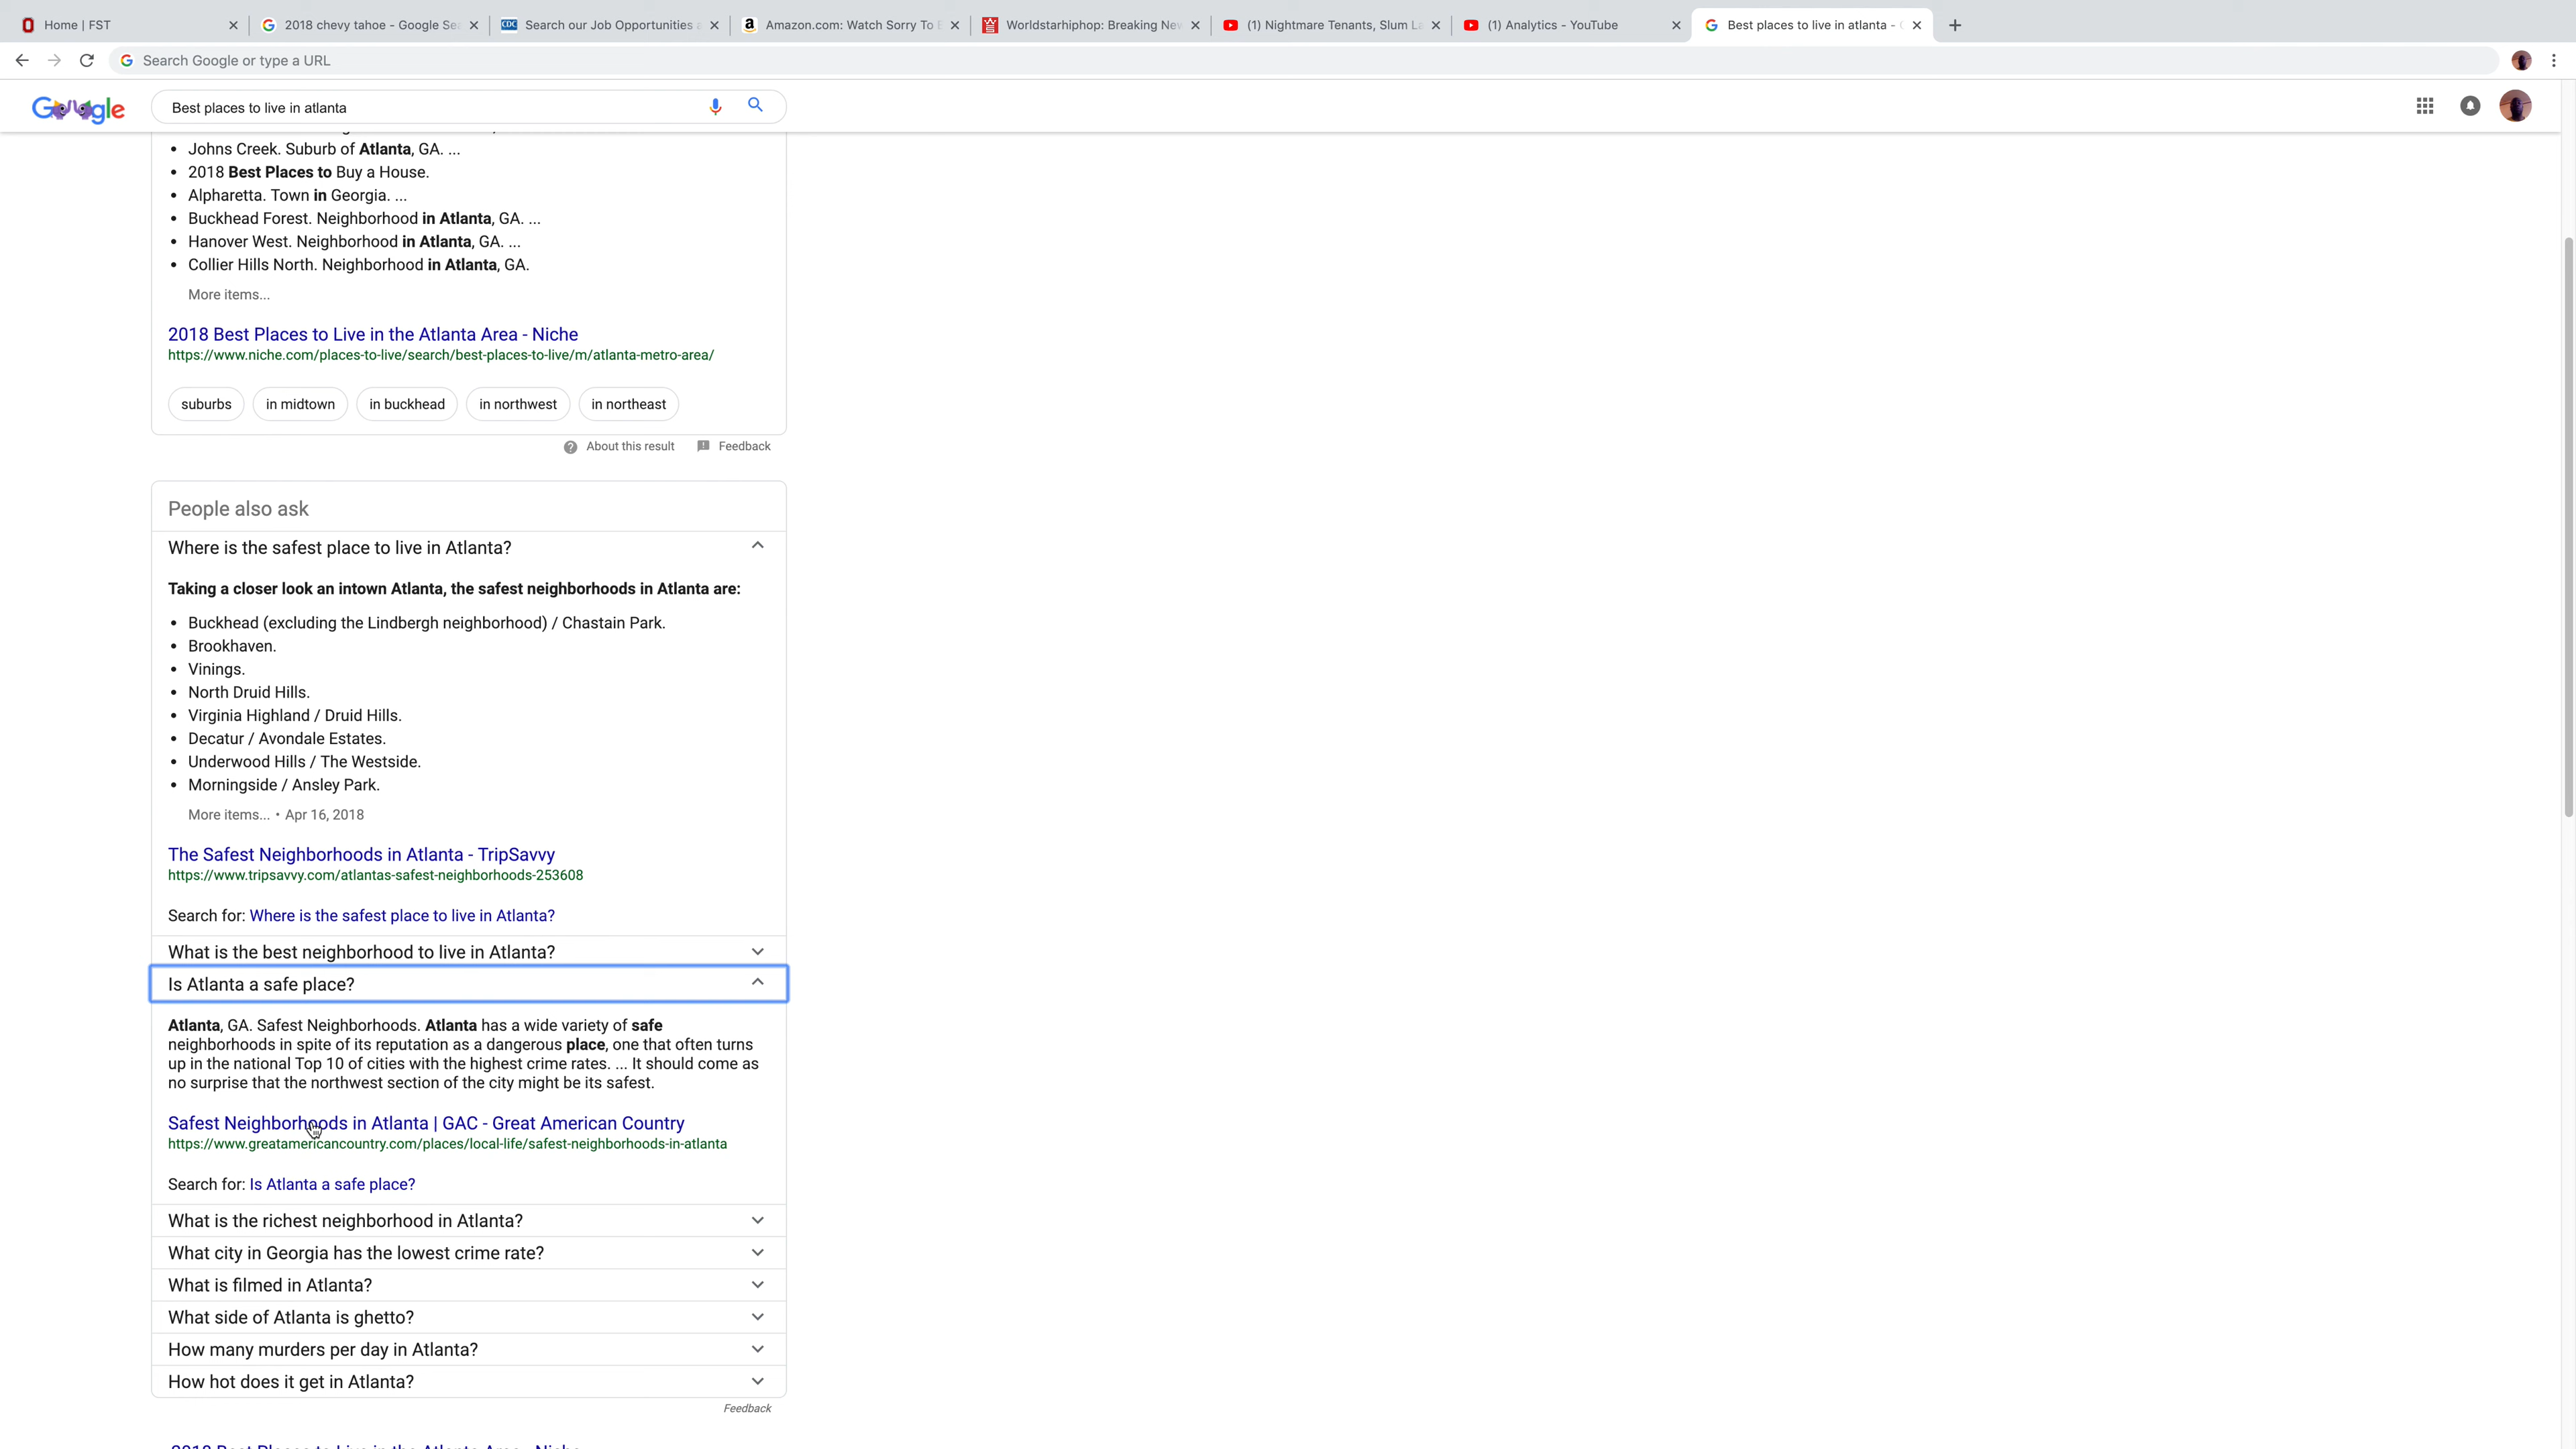 Home | FST
2018 chevy tahoe - Google Se
CDC
Search our Job Opportunities
Amazon.com: Watch Sorry To
Worldstarhiphop: Breaking Ne
(1) Nightmare Tenants, Slum
(1) Analytics - YouTube
Best places to live in atlanta -
Search Google or type a URL
Google
Best places to live in atlanta
Johns Creek. Suburb of Atlanta, GA. ...
2018 Best Places to Buy a House.
Alpharetta. Town in Georgia. ...
Buckhead Forest. Neighborhood in Atlanta, GA. ...
Hanover West. Neighborhood in Atlanta, GA. ...
Collier Hills North. Neighborhood in Atlanta, GA.
More items...
2018 Best Places to Live in the Atlanta Area - Niche
https://www.niche.com/places-to-live/search/best-places-to-live/m/atlanta-metro-area/
suburbs in midtown in buckhead in northwest in northeast
About this result Feedback
People also ask
Where is the safest place to live in Atlanta?
Taking a closer look an intown Atlanta, the safest neighborhoods in Atlanta are:
Buckhead (excluding the Lindbergh neighborhood) / Chastain Park.
Brookhaven.
Vinings.
North Druid Hills.
Virginia Highland / Druid Hills.
Decatur / Avondale Estates.
Underwood Hills / The Westside.
Morningside / Ansley Park.
More items... • Apr 16, 2018
The Safest Neighborhoods in Atlanta - TripSavvy
https://www.tripsavvy.com/atlantas-safest-neighborhoods-253608
Search for: Where is the safest place to live in Atlanta?
What is the best neighborhood to live in Atlanta?
Is Atlanta a safe place?
Atlanta, GA. Safest Neighborhoods. Atlanta has a wide variety of safe
neighborhoods in spite of its reputation as a dangerous place, one that often turns
up in the national Top 10 of cities with the highest crime rates. ... It should come as
no surprise that the northwest section of the city might be its safest.
Safest Neighborhoods in Atlanta | GAC - Great American Country
https://www.greatamericancountry.com/places/local-life/safest-neighborhoods-in-atlanta
Search for: Is Atlanta a safe place?
What is the richest neighborhood in Atlanta?
What city in Georgia has the lowest crime rate?
What is filmed in Atlanta?
What side of Atlanta is ghetto?
How many murders per day in Atlanta?
How hot does it get in Atlanta?
Feedback
2018 Best Places to Live in the Atlanta Area - Niche